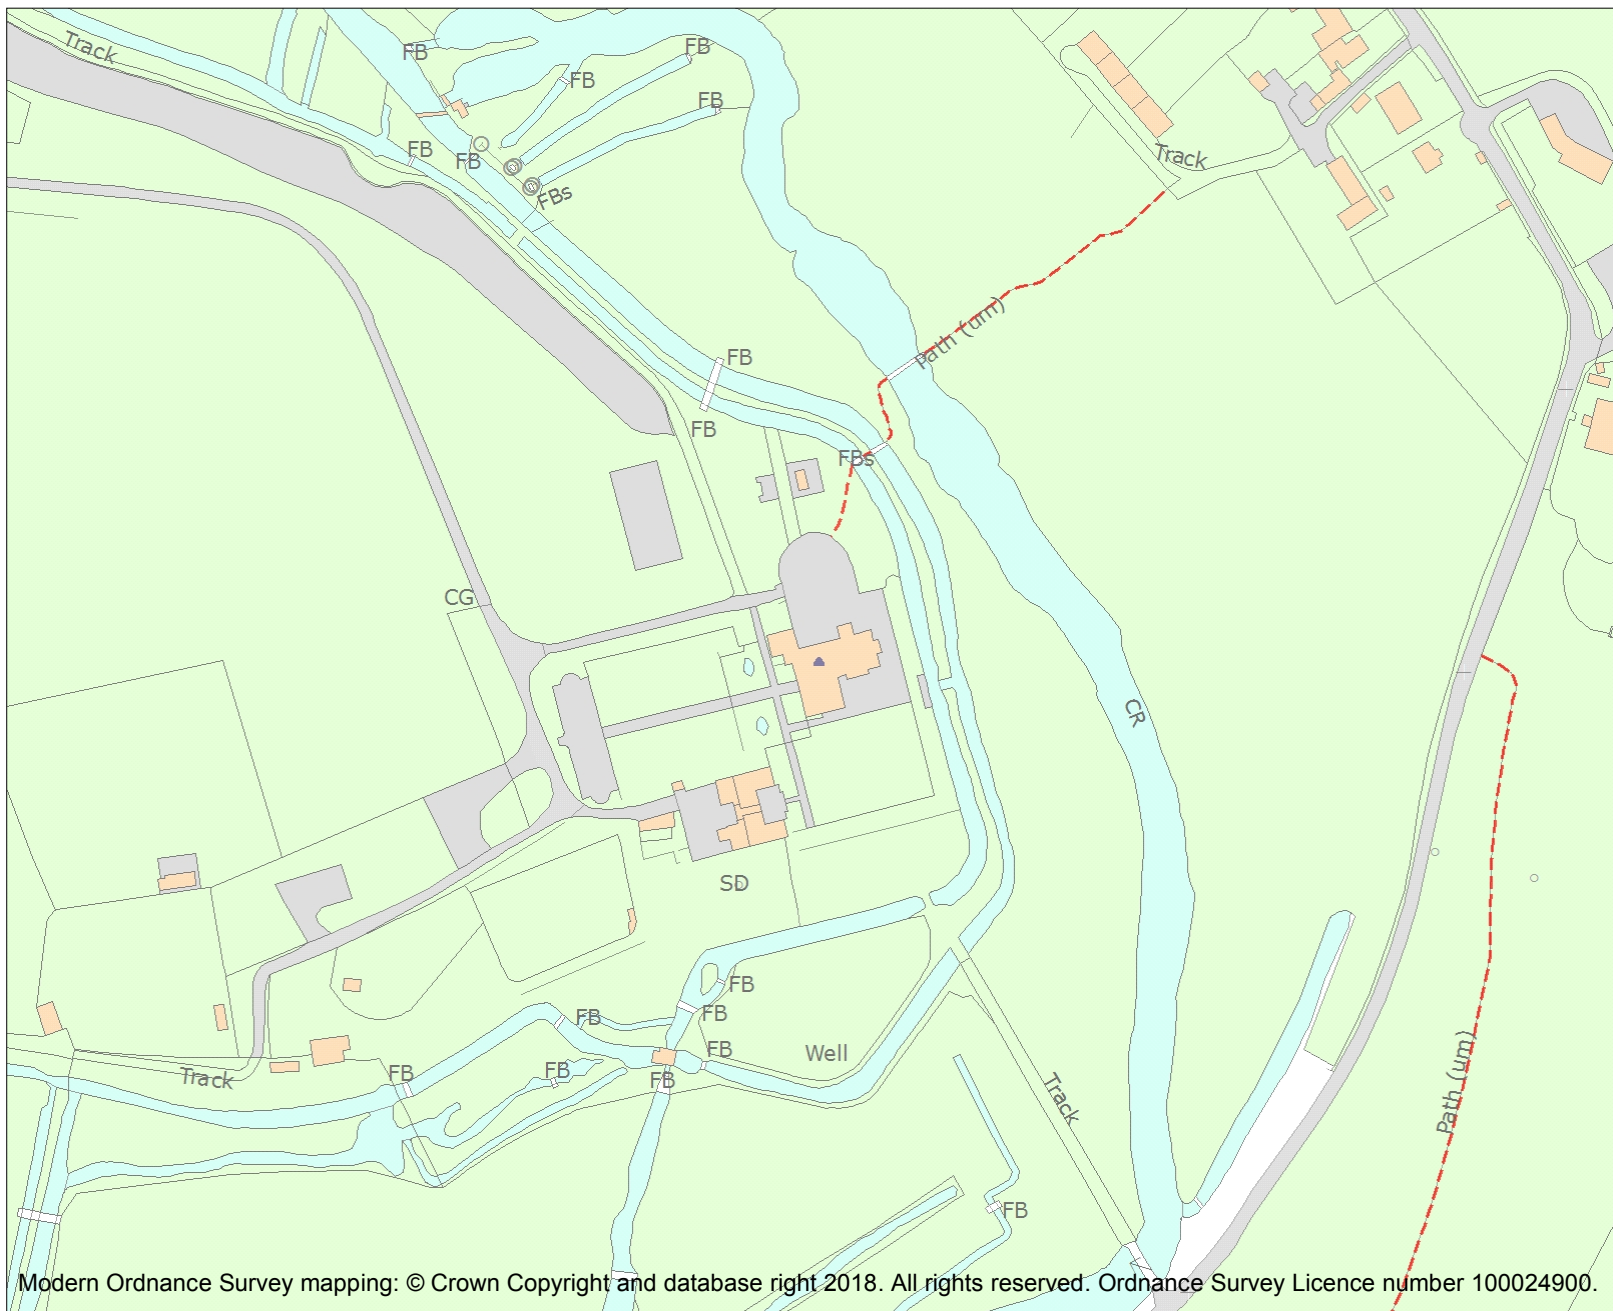 Track
FB
FB
FB
FB
FB
FB
FBs
Track
Path (um)
FB
FB
FBs
CG
CR
SD
FB
FB
FB
FB
Well
FB
FB
FB
Track
Track
Path (um)
FB
Modern Ordnance Survey mapping: © Crown Copyright and database right 2018. All rights reserved. Ordnance Survey Licence number 100024900.